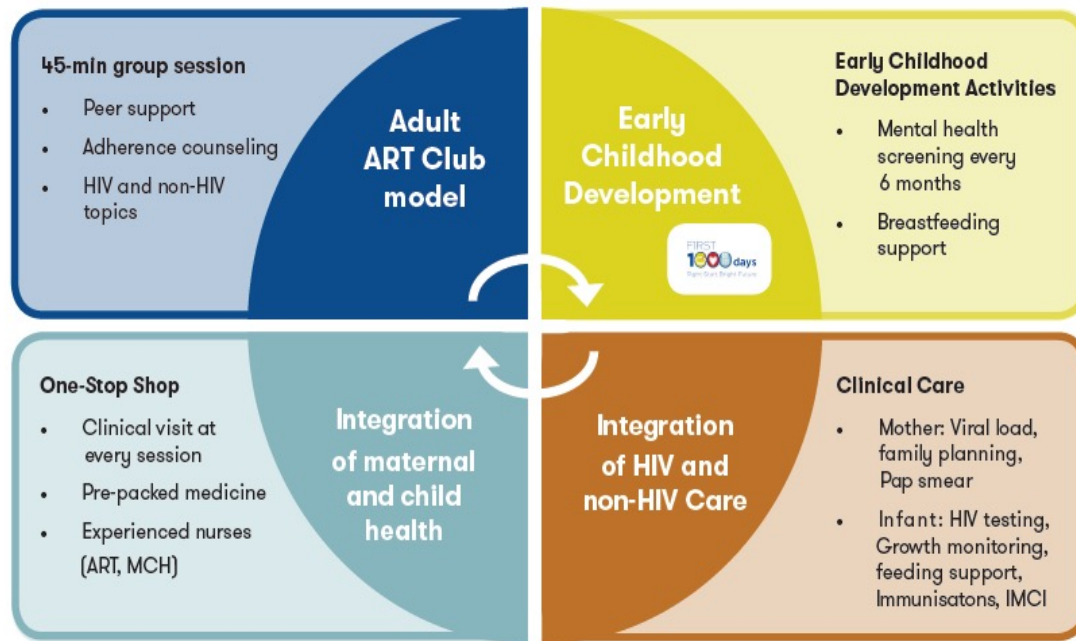 45-min group session
• Peer support
• Adherence counseling
• HIV and non-HIV
topics
Adult
ART Club
model
Early
Childhood
Development
FIRST
1000 days
Right Start. Bright Future.
Early Childhood
Development Activities
• Mental health
screening every
6 months
• Breastfeeding
support
One-Stop Shop
• Clinical visit at
every session
• Pre-packed medicine
• Experienced nurses
(ART, MCH)
Integration
of maternal
and child
health
Integration
of HIV and
non-HIV Care
Clinical Care
• Mother: Viral load,
family planning,
Pap smear
• Infant: HIV testing,
Growth monitoring,
feeding support,
Immunisatons, IMCI